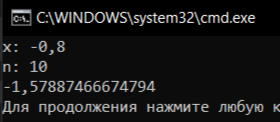 C:\WINDOWS\system32\cmd.exe
x: -0,8
n: 10
-1,57887466674794
Для продолжения нажмите любую